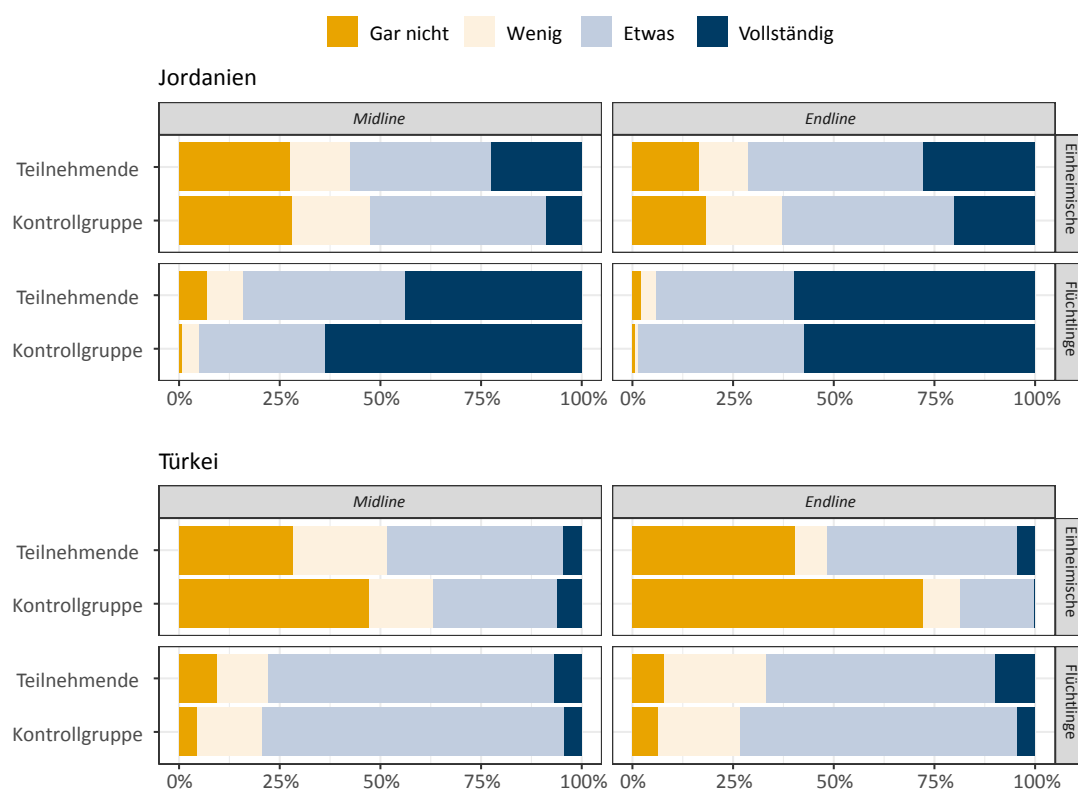 Gar nicht Wenig Etwas Vollständig
Jordanien
Midline Endline
Teilnehmende
Kontrollgruppe
Einheimische
Teilnehmende
Kontrollgruppe
Flüchtlinge
0% 25% 50% 75% 100% 0% 25% 50% 75% 100%
Türkei
Midline Endline
Teilnehmende
Kontrollgruppe
Einheimische
Teilnehmende
Kontrollgruppe
Flüchtlinge
0% 25% 50% 75% 100% 0% 25% 50% 75% 100%